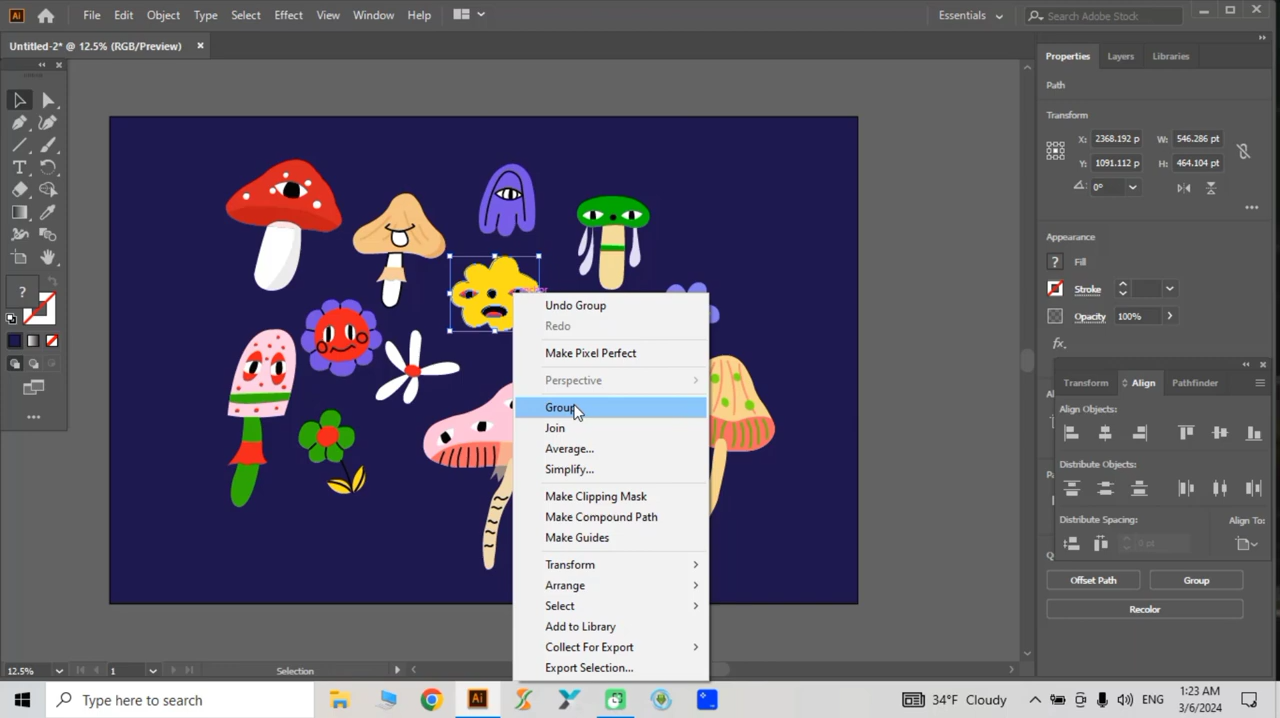 Ai File Edit Object Type Select Effect View Window Help Essentials Search Adobe Stock
Untitled-2* @ 12.5% (RGB/Preview)
Properties Layers Libraries
Path
Transform
X: 2368.192 p W: 546.286 pt
Y: 1091.112 p H: 464.104 pt
0°
Appearance
? Fill
Stroke
Opacity 100%
fx.
Transform Align Pathfinder
Align Objects:
Distribute Objects:
Distribute Spacing: Align To:
0 pt
Offset Path Group
Recolor
?
Undo Group
Redo
Make Pixel Perfect
Perspective
Group
Join
Average...
Simplify...
Make Clipping Mask
Make Compound Path
Make Guides
Transform
Arrange
Select
Add to Library
Collect For Export
Export Selection...
12.5% 1 Selection
Type here to search
Ai
34°F Cloudy ENG
1:23 AM
3/6/2024